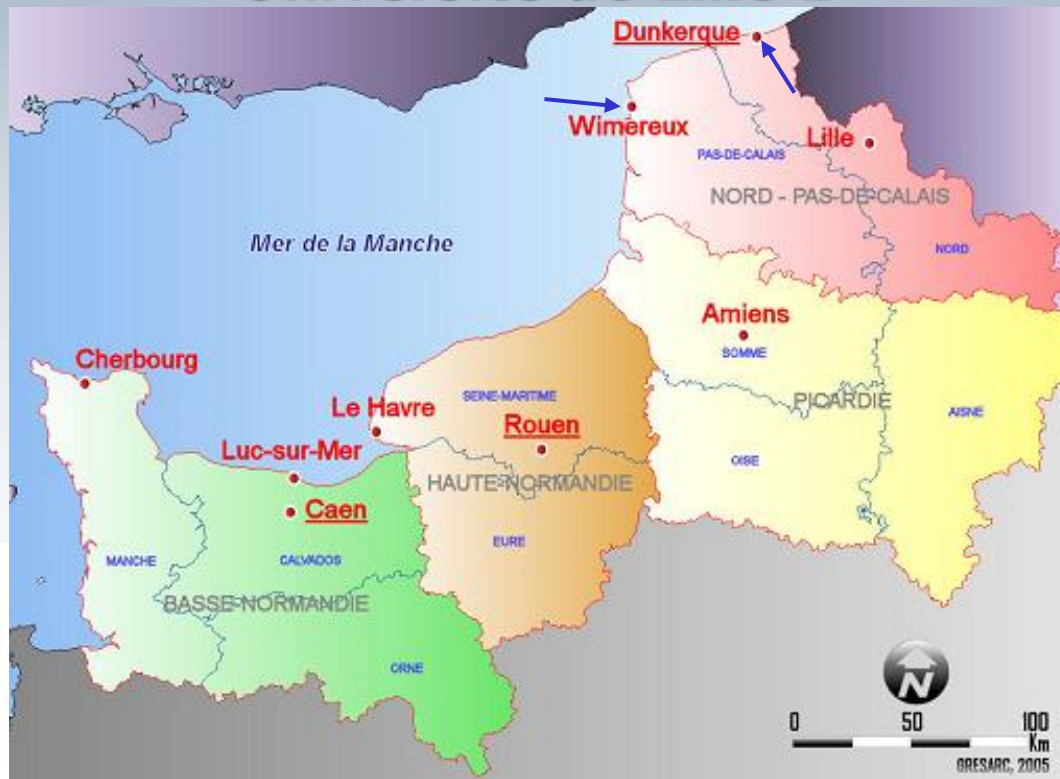 Dunkerque
Wimereux
Lille
PAS-DE-CALAIS
NORD - PAS-DE-CALAIS
Mer de la Manche
NORD
Amiens
Cherbourg
SOMME
SEINE-MARITIME
PICARDIE
Le Havre
AISNE
Rouen
Luc-sur-Mer
OISE
HAUTE-NORMANDIE
Caen
EURE
MANCHE
CALVADOS
BASSE-NORMANDIE
ORNE
N
0 50 100
Km
GRESARC, 2005